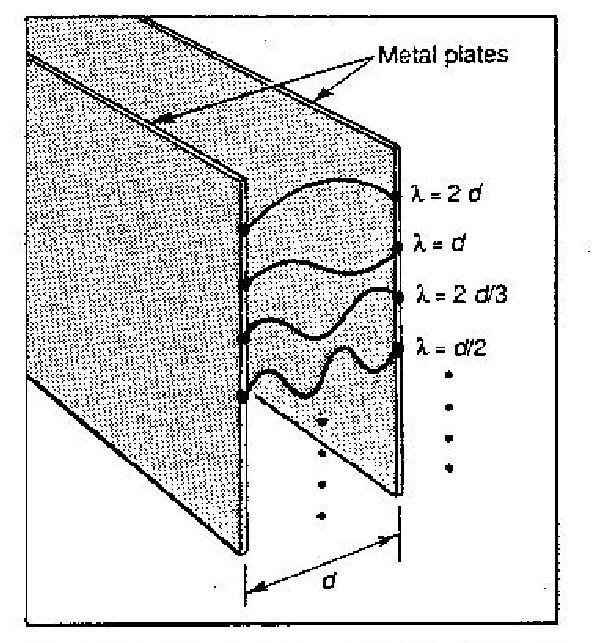 Metal plates
λ = 2 d
λ = d
λ = 2 d/3
λ = d/2
d